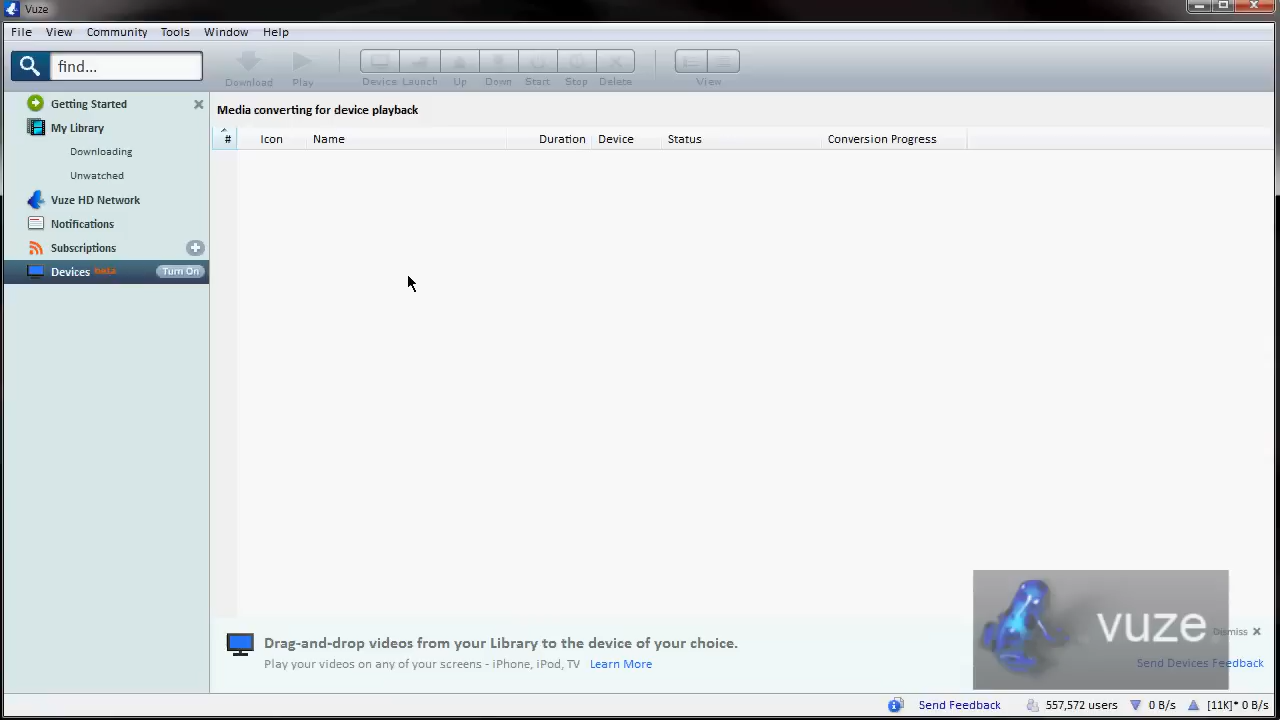 Vuze
File View Community Tools Window Help
find...
Download Play Device Launch Up Down Start Stop Delete View
Getting Started
My Library
Downloading
Unwatched
Vuze HD Network
Notifications
Subscriptions
Devices beta Turn On
Media converting for device playback
# Icon Name Duration Device Status Conversion Progress
Drag-and-drop videos from your Library to the device of your choice.
Play your videos on any of your screens - iPhone, iPod, TV Learn More
vuze
Dismiss
Send Devices Feedback
Send Feedback 557,572 users 0 B/s [11K]* 0 B/s